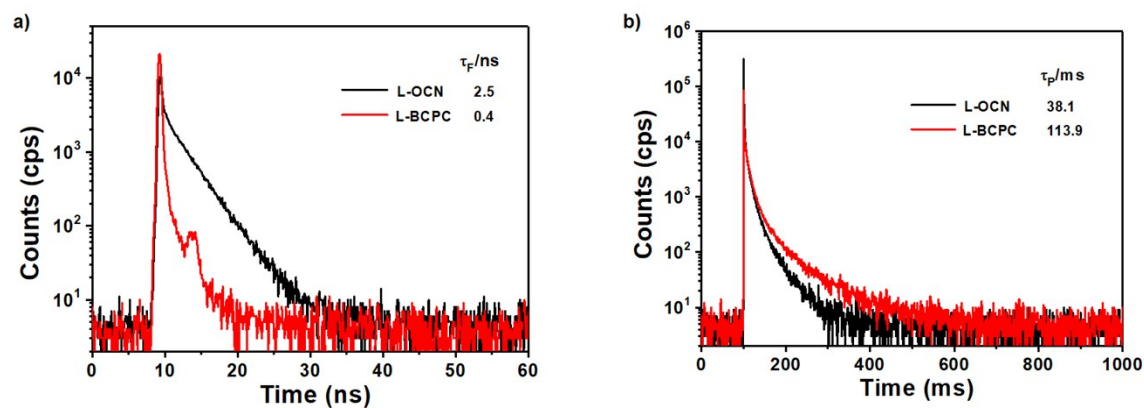 a)
τF/ns
L-OCN 2.5
L-BCPC 0.4
Counts (cps)
10^4
10^3
10^2
10^1
0 10 20 30 40 50 60
Time (ns)
b)
τP/ms
L-OCN 38.1
L-BCPC 113.9
Counts (cps)
10^6
10^5
10^4
10^3
10^2
10^1
0 200 400 600 800 1000
Time (ms)